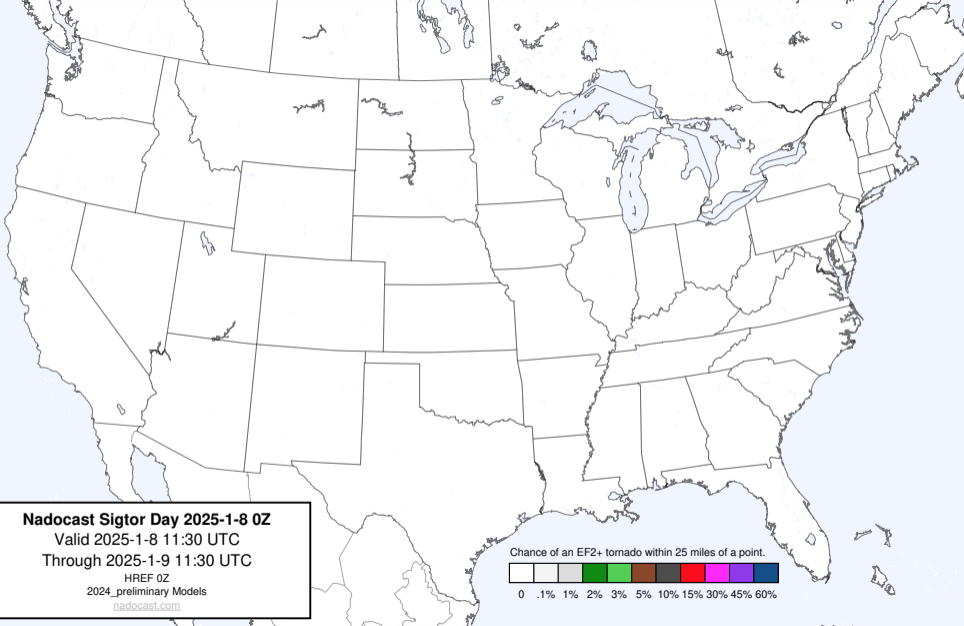 Nadocast Sigtor Day 2025-1-8 0Z
Valid 2025-1-8 11:30 UTC
Through 2025-1-9 11:30 UTC
HREF 0Z
2024_preliminary Models
nadocast.com
Chance of an EF2+ tornado within 25 miles of a point.
0 .1% 1% 2% 3% 5% 10% 15% 30% 45% 60%